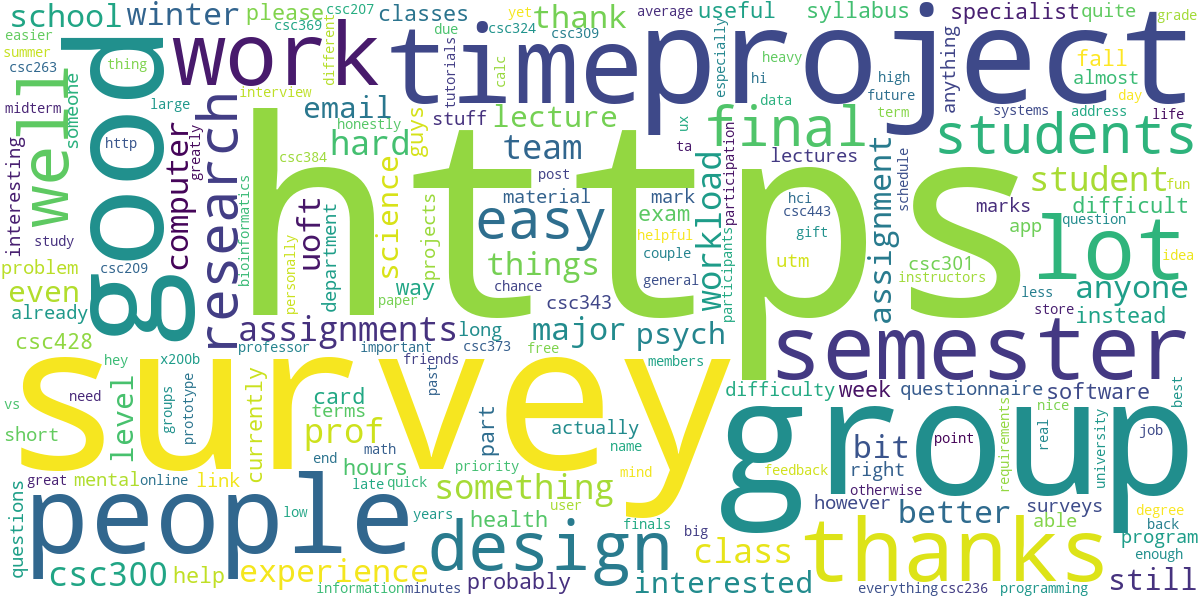 school
winter
please
classes
thank
useful
syllabus
specialist
quite
grade
easier
summer
csc263
thing
csc369
csc207
yet
average
csc324
csc309
due
tutorials
different
calc
especially
hi
heavy
data
high
future
term
anything
fall
almost
day
systems
address
life
good
work
time
project
well
someone
midterm
large
http
interview
email
honestly
hard
guys
stuff
lecture
final
students
interesting
study
computer
greatly
research
https
team
post
material
mark
ux
ta
lectures
hci
csc443
gift
utm
participation
participants
workload
assignment
schedule
student
fun
difficult
marks
app
question
idea
lot
problem
even
already
csc209
csc428
bioinformatics
csc384
personally
uoft
department
science
projects
way
paper
easy
things
chance
csc343
exam
helpful
couple
general
csc301
instructors
less
store
anyone
instead
assignments
long
major
psych
semester
professor
important
friends
csc373
free
members
hey
x200b
vs
need
short
level
groups
prototype
currently
card
terms
prof
end
math
past
hours
late
quick
survey
part
actually
name
priority
mind
difficulty
week
questionnaire
software
best
group
bit
right
point
feedback
otherwise
requirements
nice
real
university
job
great
mental
online
link
low
years
people
questions
csc300
help
experience
information
minutes
design
something
health
user
finals
big
probably
interested
class
however
better
surveys
able
degree
back
program
enough
thanks
still
everything
csc236
programming